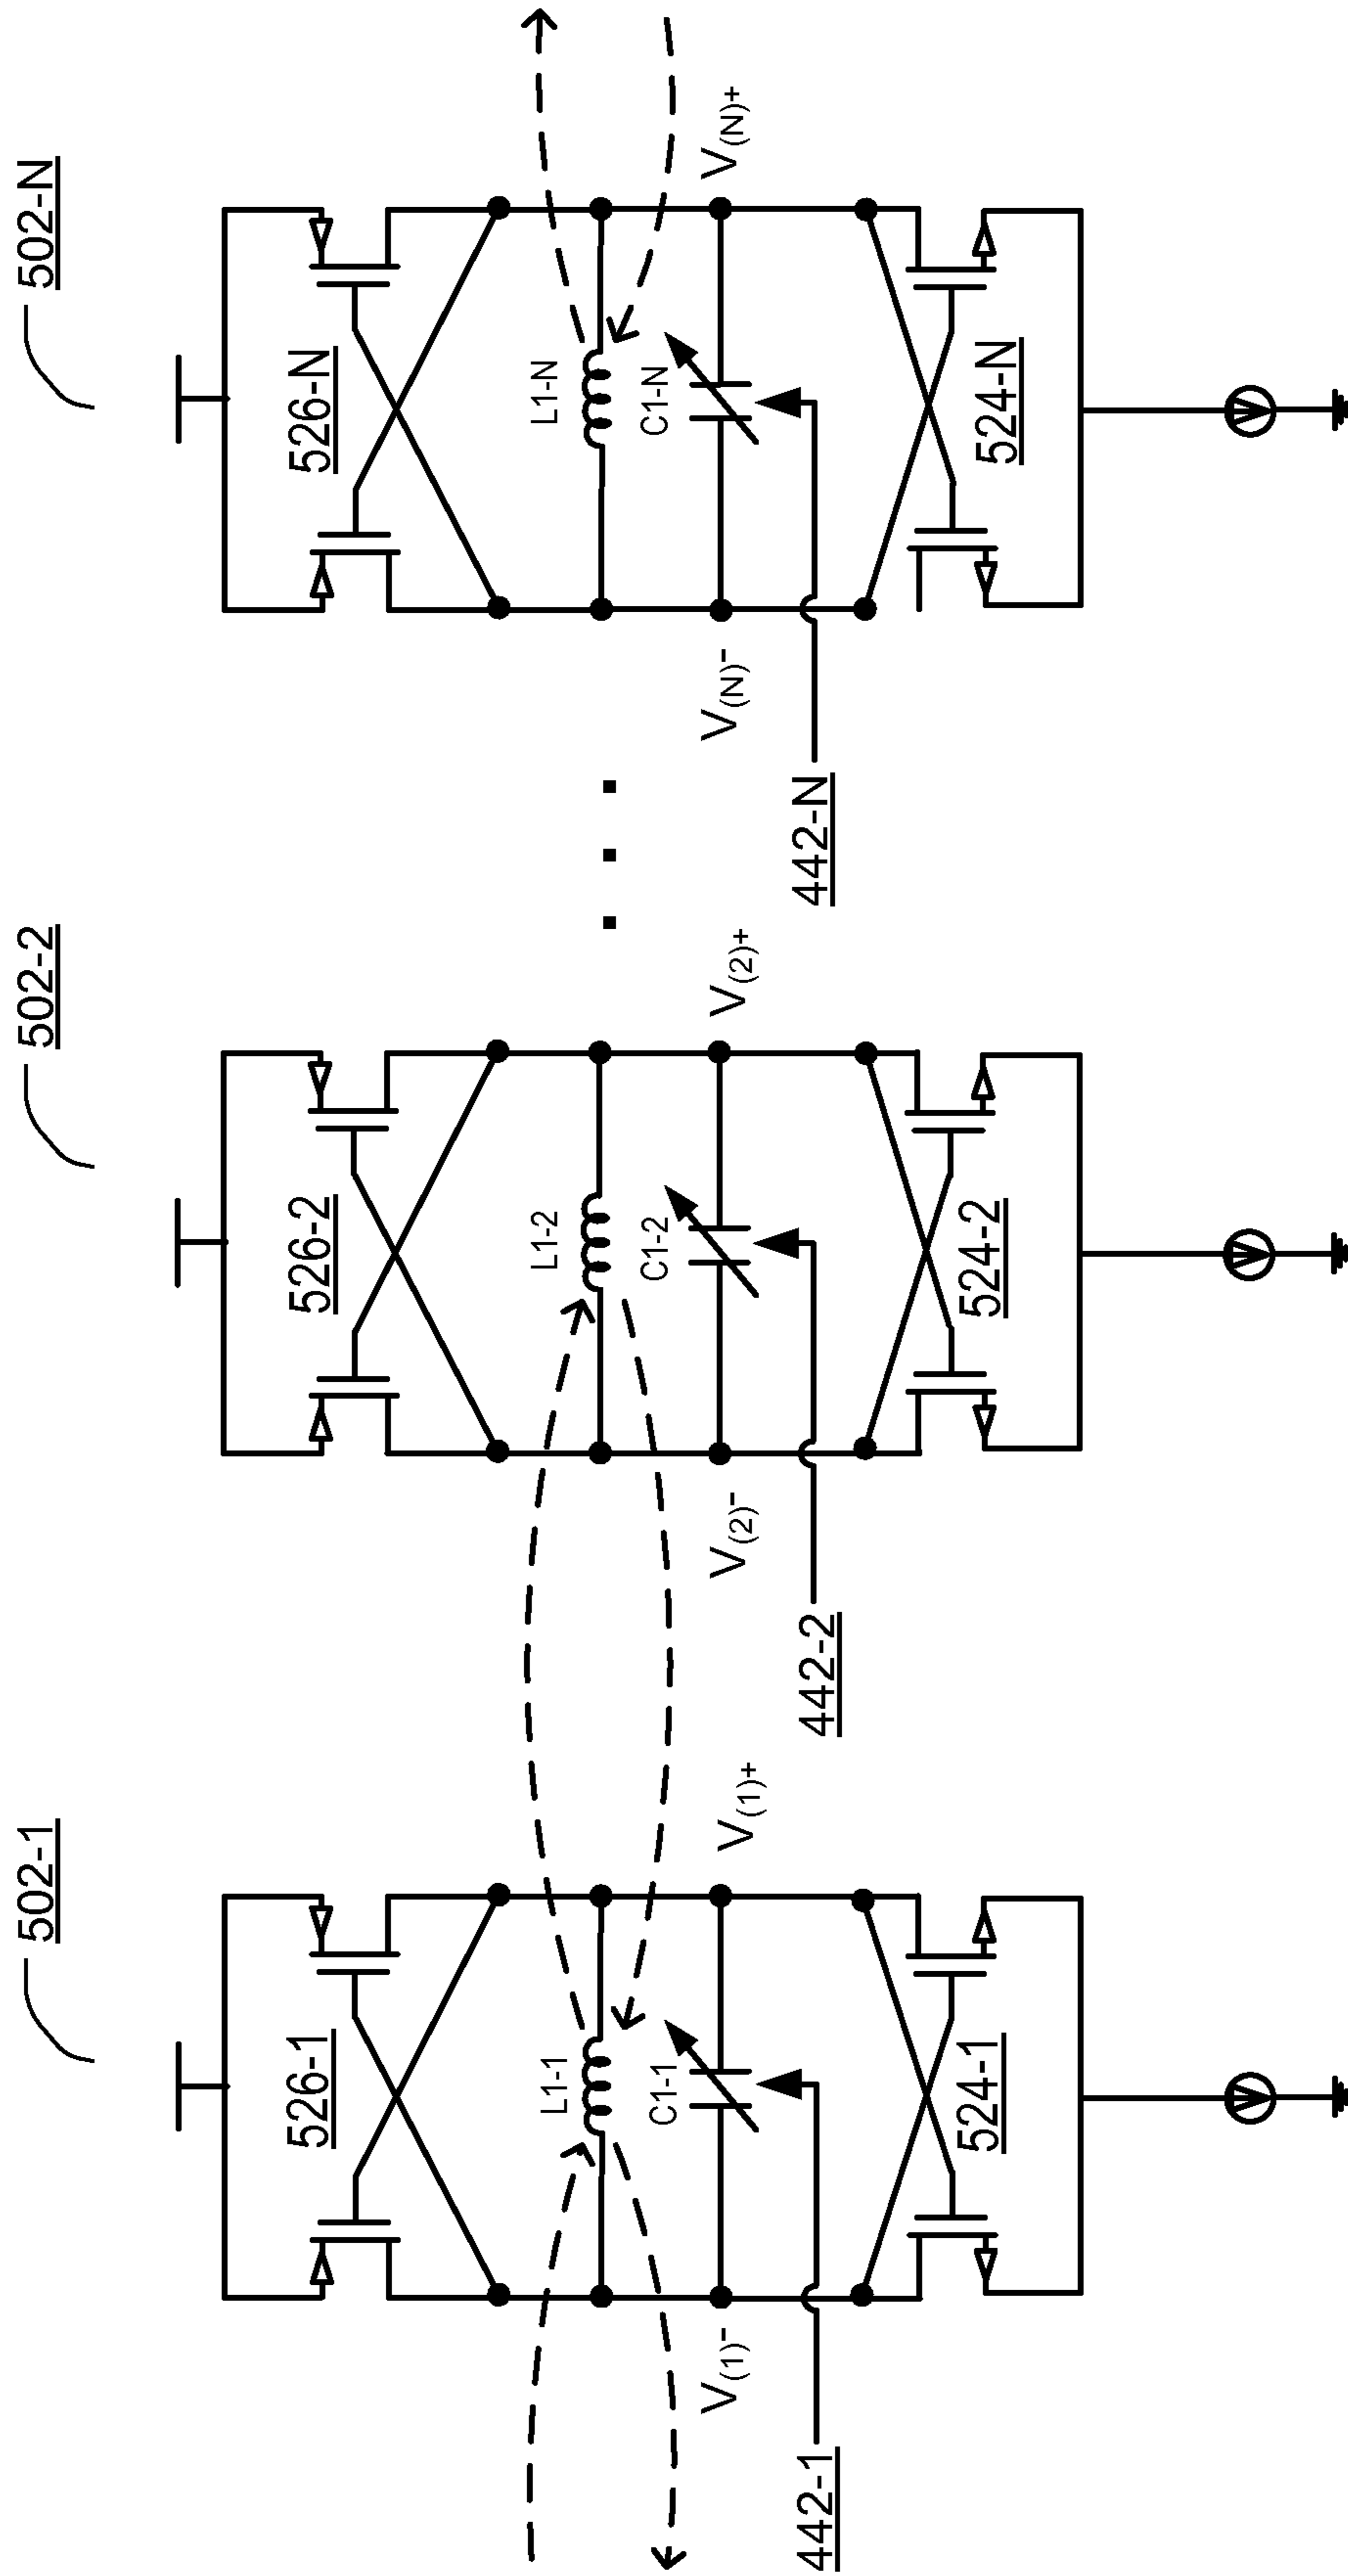 502-1
502-2
502-N
526-1
526-2
526-N
L1-1
L1-2
L1-N
C1-1
C1-2
C1-N
V(1)-
V(1)+
V(2)-
V(2)+
V(N)-
V(N)+
442-1
442-2
442-N
524-1
524-2
524-N